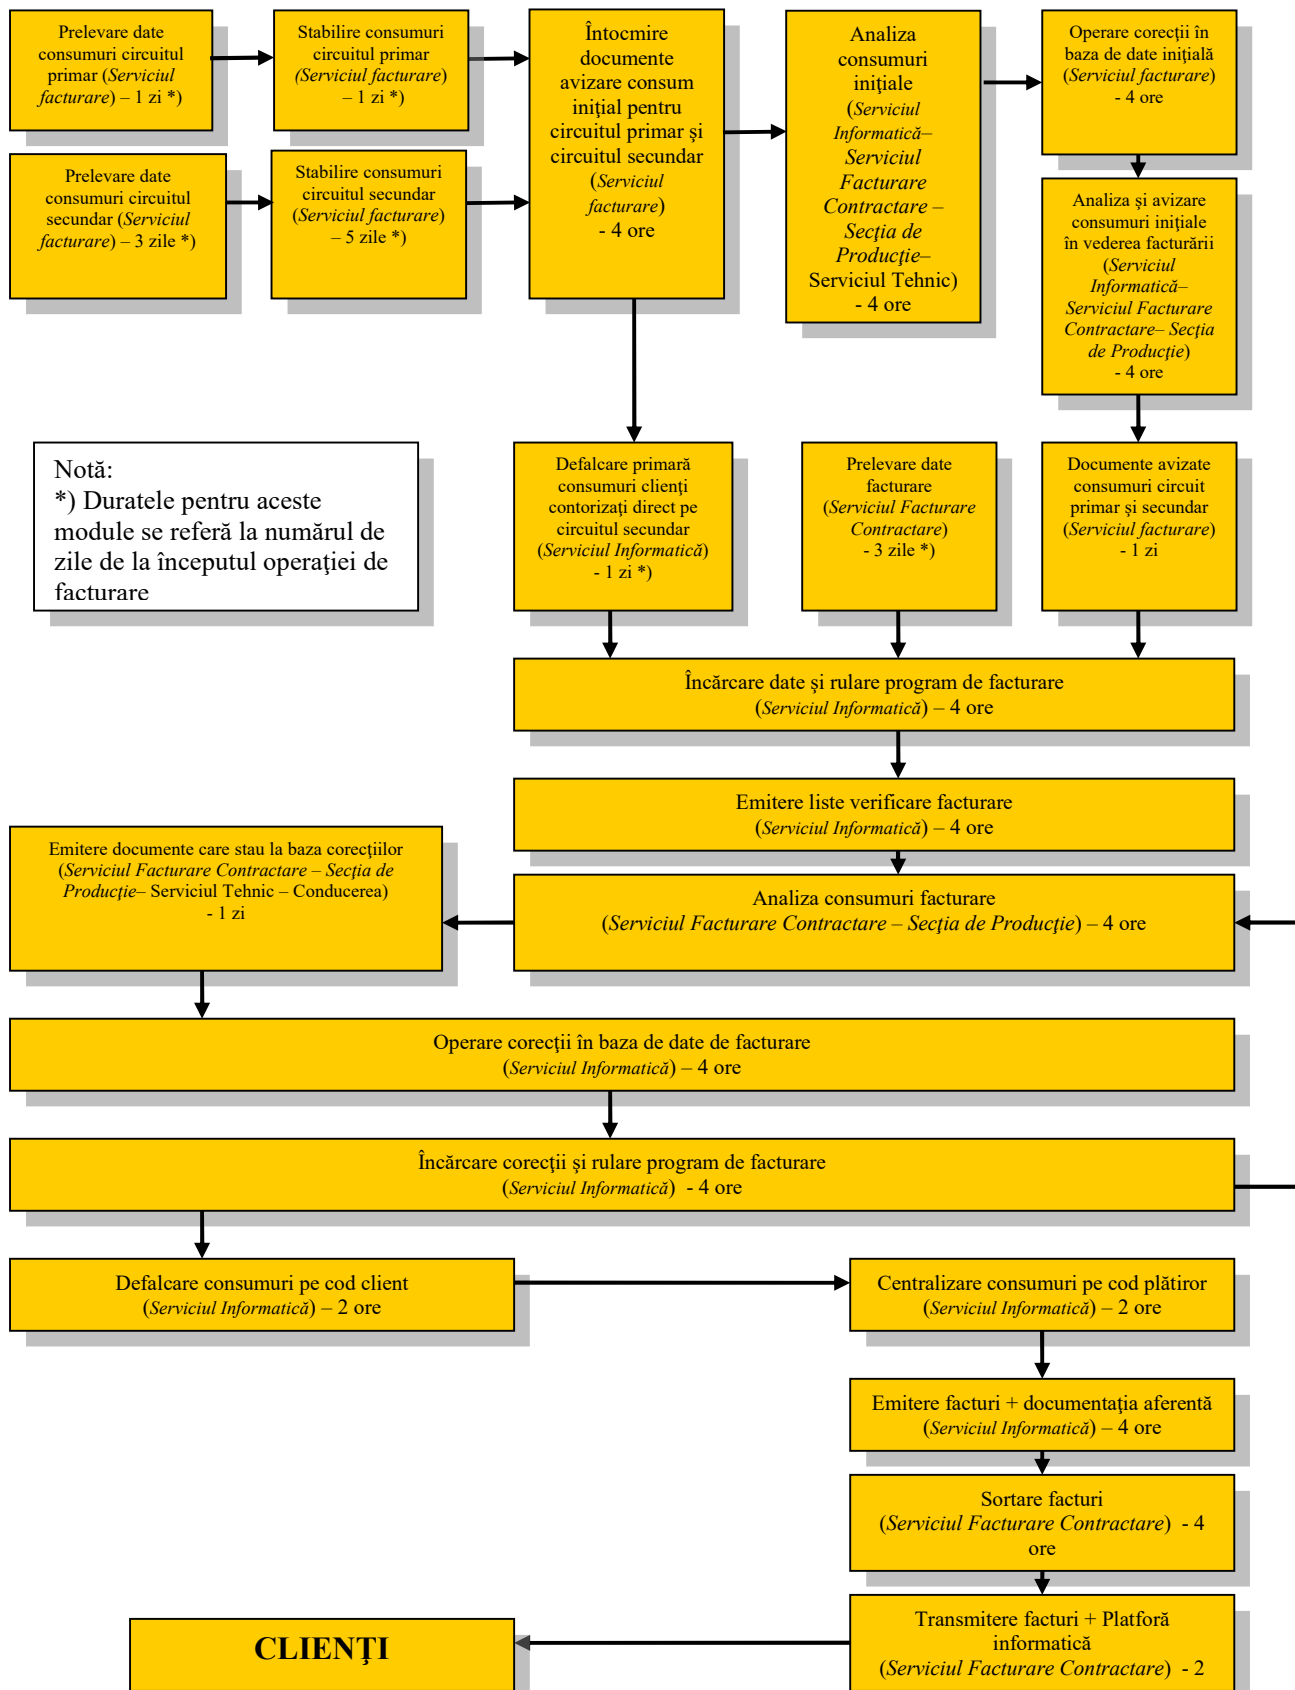 Prelevare date
consumuri circuitul
primar (Serviciul
facturare) – 1 zi *)
Stabilire consumuri
circuitul primar
(Serviciul facturare)
– 1 zi *)
Întocmire
documente
avizare consum
iniţial pentru
circuitul primar şi
circuitul secundar
(Serviciul
facturare)
- 4 ore
Analiza
consumuri
iniţiale
(Serviciul
Informatică–
Serviciul
Facturare
Contractare –
Secţia de
Producţie–
Serviciul Tehnic)
- 4 ore
Operare corecţii în
baza de date iniţială
(Serviciul facturare)
- 4 ore
Prelevare date
consumuri circuitul
secundar (Serviciul
facturare) – 3 zile *)
Stabilire consumuri
circuitul secundar
(Serviciul facturare)
– 5 zile *)
Analiza şi avizare
consumuri iniţiale
în vederea facturării
(Serviciul
Informatică–
Serviciul Facturare
Contractare– Secţia
de Producţie)
- 4 ore
Notă:
*) Duratele pentru aceste
module se referă la numărul de
zile de la începutul operaţiei de
facturare
Defalcare primară
consumuri clienţi
contorizaţi direct pe
circuitul secundar
(Serviciul Informatică)
- 1 zi *)
Prelevare date
facturare
(Serviciul Facturare
Contractare)
- 3 zile *)
Documente avizate
consumuri circuit
primar şi secundar
(Serviciul facturare)
- 1 zi
Încărcare date şi rulare program de facturare
(Serviciul Informatică) – 4 ore
Emitere liste verificare facturare
(Serviciul Informatică) – 4 ore
Emitere documente care stau la baza corecţiilor
(Serviciul Facturare Contractare – Secţia de
Producţie– Serviciul Tehnic – Conducerea)
- 1 zi
Analiza consumuri facturare
(Serviciul Facturare Contractare – Secţia de Producţie) – 4 ore
Operare corecţii în baza de date de facturare
(Serviciul Informatică) – 4 ore
Încărcare corecţii şi rulare program de facturare
(Serviciul Informatică) - 4 ore
Defalcare consumuri pe cod client
(Serviciul Informatică) – 2 ore
Centralizare consumuri pe cod plătiror
(Serviciul Informatică) – 2 ore
Emitere facturi + documentaţia aferentă
(Serviciul Informatică) – 4 ore
Sortare facturi
(Serviciul Facturare Contractare) - 4
ore
Transmitere facturi + Platforă
informatică
(Serviciul Facturare Contractare) - 2
CLIENŢI